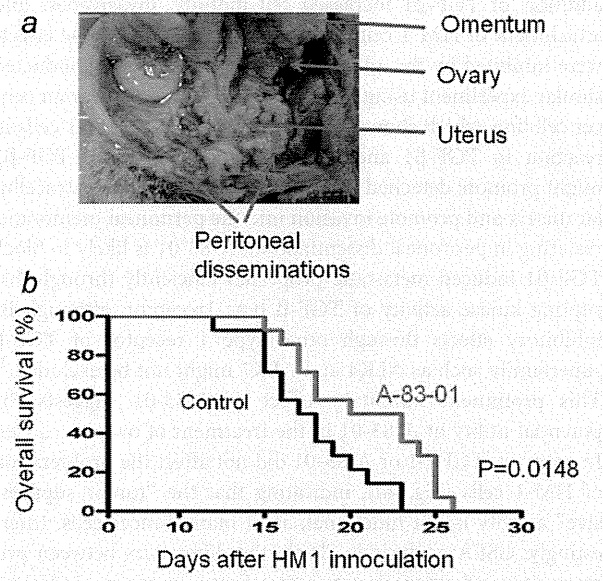 a
Omentum
Ovary
Uterus
Peritoneal
disseminations
b
Overall survival (%)
100
80
60
40
20
0
Control
A-83-01
P=0.0148
0 10 15 20 25 30
Days after HM1 innoculation